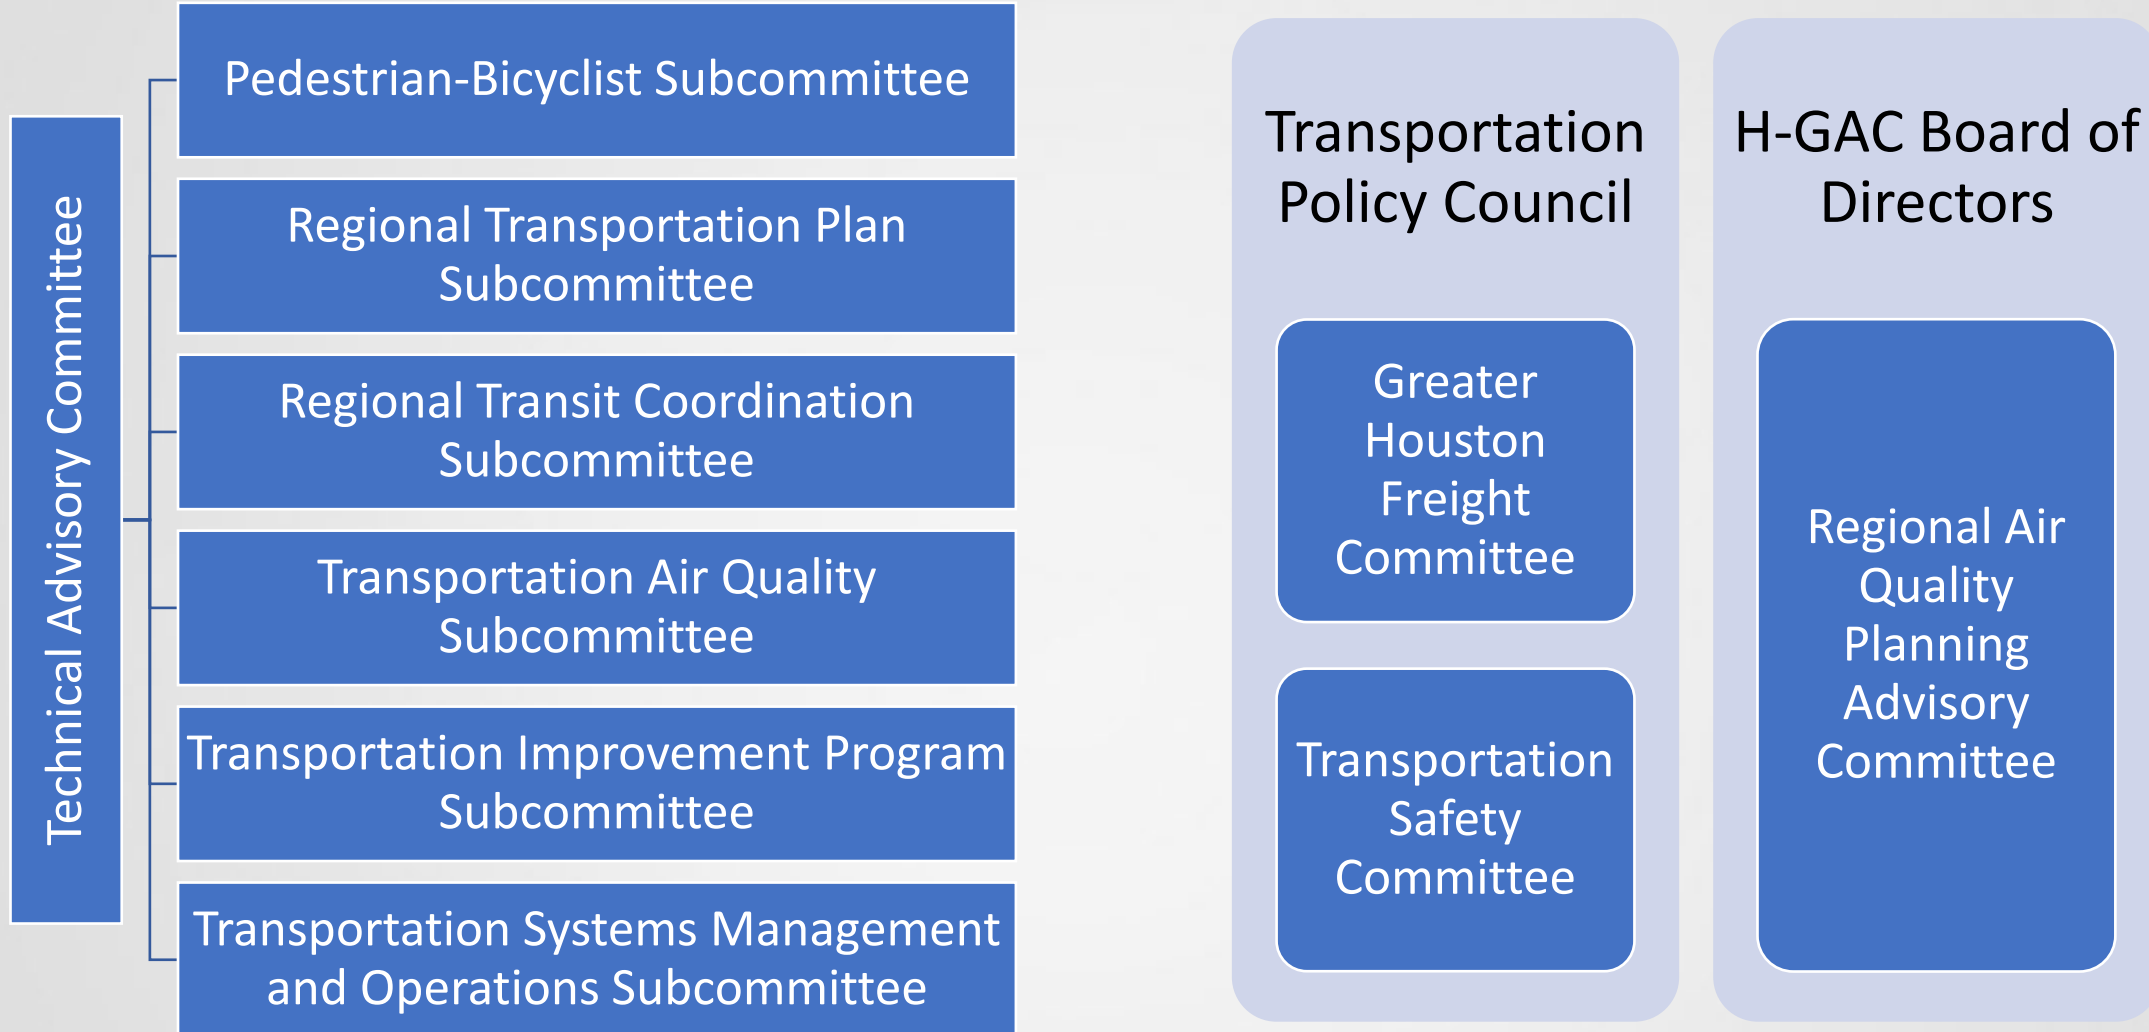 Technical Advisory Committee
Pedestrian-Bicyclist Subcommittee
Regional Transportation Plan
Subcommittee
Regional Transit Coordination
Subcommittee
Transportation Air Quality
Subcommittee
Transportation Improvement Program
Subcommittee
Transportation Systems Management
and Operations Subcommittee
Transportation
Policy Council
Greater
Houston
Freight
Committee
Transportation
Safety
Committee
H-GAC Board of
Directors
Regional Air
Quality
Planning
Advisory
Committee